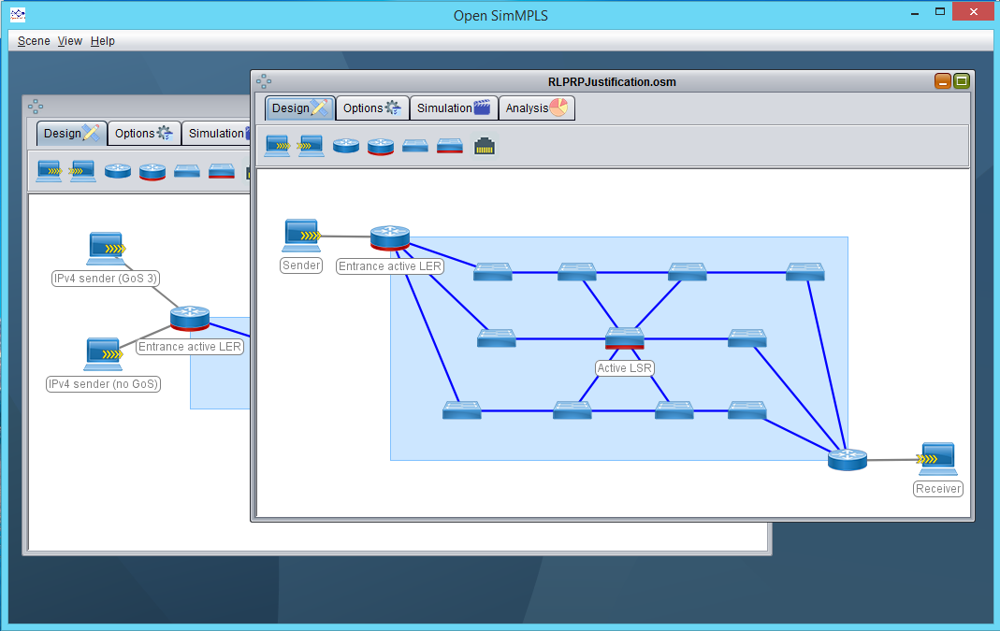 Open SimMPLS
Scene View Help
RLPRPJustification.osm
Design Options Simulation Analysis
Design Options Simulation
Sender
Entrance active LER
Active LSR
Receiver
IPv4 sender (GoS 3)
Entrance active LER
IPv4 sender (no GoS)